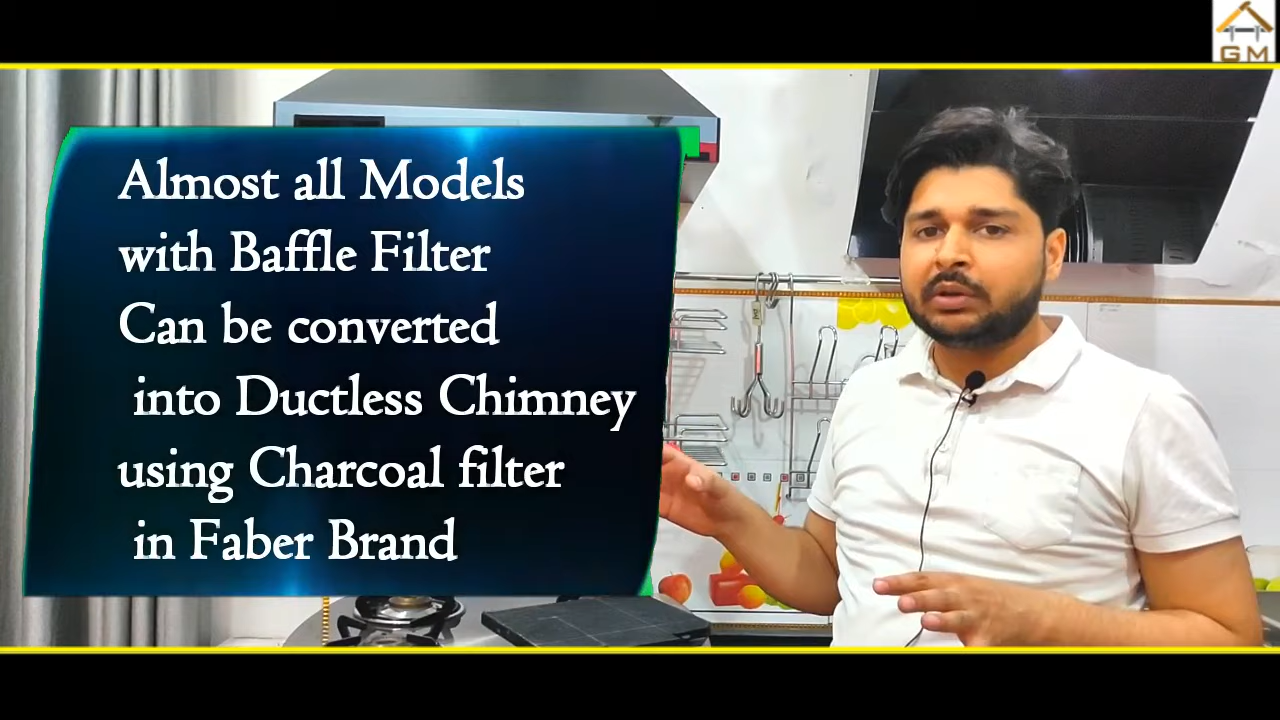 GM
Almost all Models
with Baffle Filter
Can be converted
into Ductless Chimney
using Charcoal filter
in Faber Brand